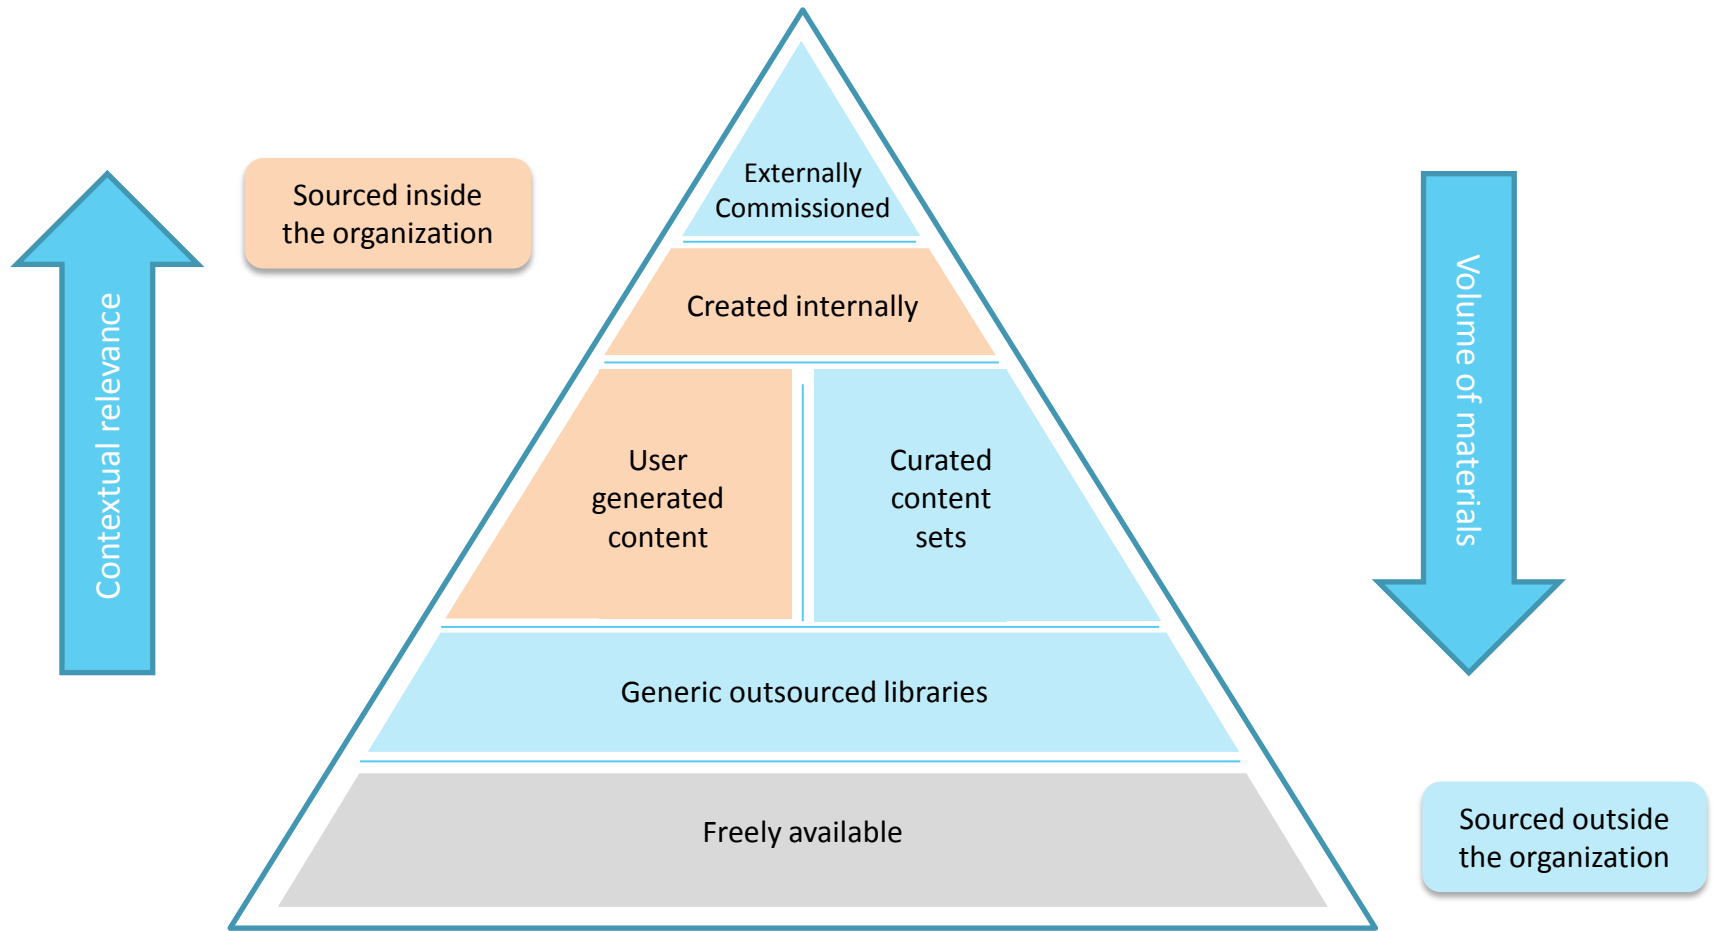 Externally
Commissioned
Sourced inside
the organization
Created internally
Contextual relevance
Volume of materials
User
generated
content
Curated
content
sets
Generic outsourced libraries
Freely available
Sourced outside
the organization